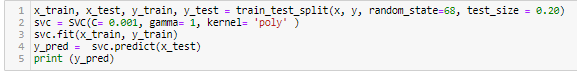 1 x_train, x_test, y_train, y_test = train_test_split(x, y, random_state=68, test_size = 0.20)
2 svc = SVC(C= 0.001, gamma= 1, kernel= 'poly' )
3 svc.fit(x_train, y_train)
4 y_pred =  svc.predict(x_test)
5 print (y_pred)